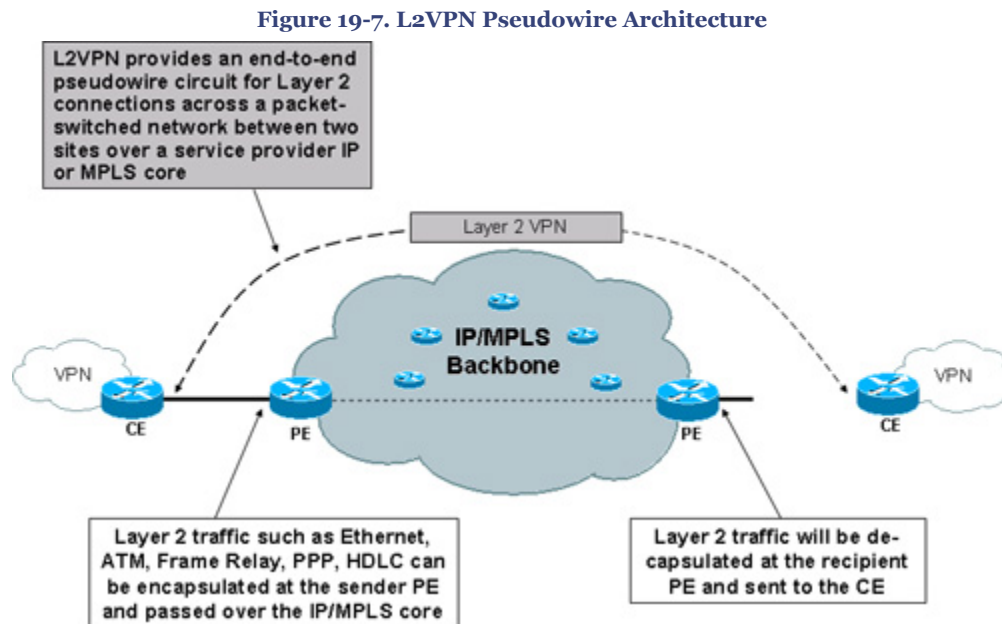 Figure 19-7. L2VPN Pseudowire Architecture
L2VPN provides an end-to-end
pseudowire circuit for Layer 2
connections across a packet-
switched network between two
sites over a service provider IP
or MPLS core
Layer 2 VPN
IP/MPLS
Backbone
VPN
VPN
CE
PE
PE
CE
Layer 2 traffic such as Ethernet,
ATM, Frame Relay, PPP, HDLC can
be encapsulated at the sender PE
and passed over the IP/MPLS core
Layer 2 traffic will be de-
capsulated at the recipient
PE and sent to the CE